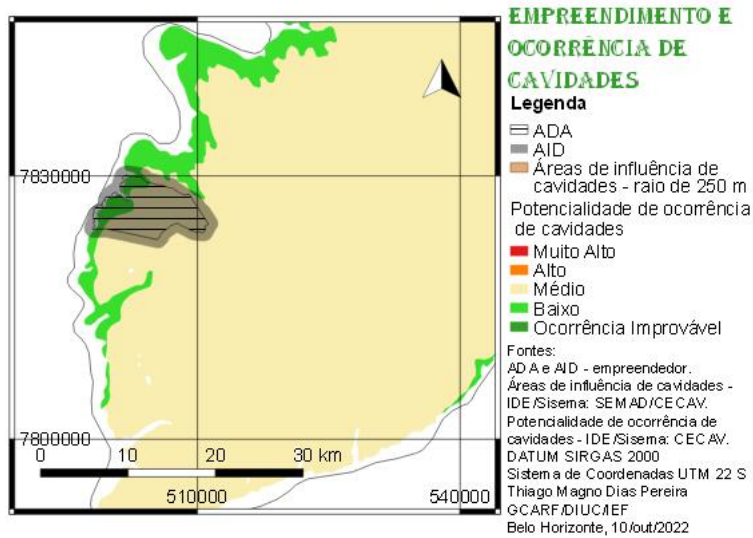 EMPREENDIMENTO E
OCORRÊNCIA DE
CAVIDADES
Legenda
ADA
AID
Áreas de influência de
cavidades - raio de 250 m
Potencialidade de ocorrência
de cavidades
Muito Alto
Alto
Médio
Baixo
Ocorrência Improvável
Fontes:
ADA e AID - empreendedor.
Áreas de influência de cavidades -
IDE/Sisema: SEMAD/CECAV.
Potencialidade de ocorrência de
cavidades - IDE/Sisema: CECAV.
DATUM SIRGAS 2000
Sistema de Coordenadas UTM 22 S
Thiago Magno Dias Pereira
GCARF/DIUC/IEF
Belo Horizonte, 10/out/2022
7830000
7800000
0 10 20 30 km
510000 540000